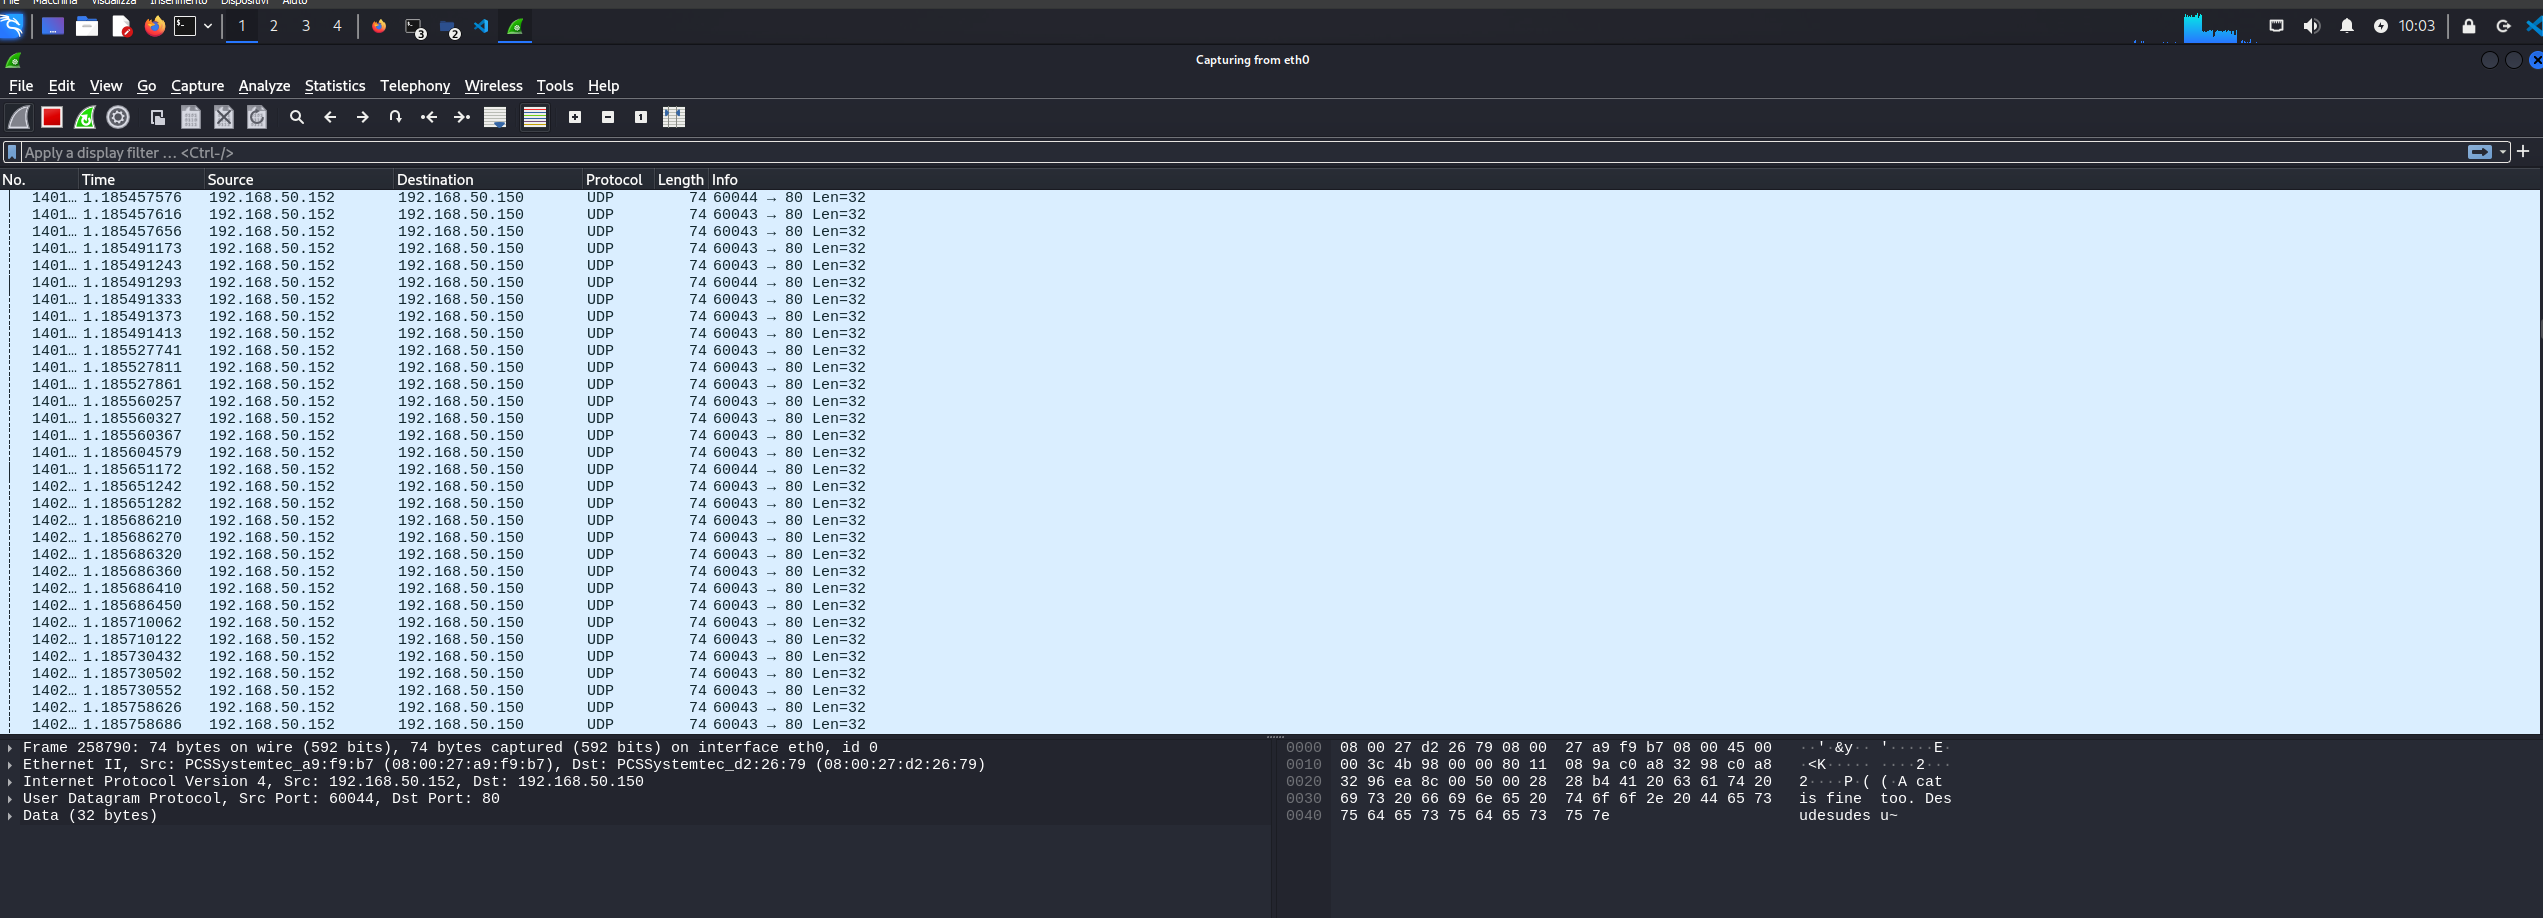 File Macchina Visualizza Inserimento Dispositivi Aiuto
1 2 3 4 3 2 10:03
Capturing from eth0
File Edit View Go Capture Analyze Statistics Telephony Wireless Tools Help
Apply a display filter … <Ctrl-/>
No. Time Source Destination Protocol Length Info
1401… 1.185457576 192.168.50.152 192.168.50.150 UDP 74 60044 → 80 Len=32
1401… 1.185457616 192.168.50.152 192.168.50.150 UDP 74 60043 → 80 Len=32
1401… 1.185457656 192.168.50.152 192.168.50.150 UDP 74 60043 → 80 Len=32
1401… 1.185491173 192.168.50.152 192.168.50.150 UDP 74 60043 → 80 Len=32
1401… 1.185491243 192.168.50.152 192.168.50.150 UDP 74 60043 → 80 Len=32
1401… 1.185491293 192.168.50.152 192.168.50.150 UDP 74 60044 → 80 Len=32
1401… 1.185491333 192.168.50.152 192.168.50.150 UDP 74 60043 → 80 Len=32
1401… 1.185491373 192.168.50.152 192.168.50.150 UDP 74 60043 → 80 Len=32
1401… 1.185491413 192.168.50.152 192.168.50.150 UDP 74 60043 → 80 Len=32
1401… 1.185527741 192.168.50.152 192.168.50.150 UDP 74 60043 → 80 Len=32
1401… 1.185527811 192.168.50.152 192.168.50.150 UDP 74 60043 → 80 Len=32
1401… 1.185527861 192.168.50.152 192.168.50.150 UDP 74 60043 → 80 Len=32
1401… 1.185560257 192.168.50.152 192.168.50.150 UDP 74 60043 → 80 Len=32
1401… 1.185560327 192.168.50.152 192.168.50.150 UDP 74 60043 → 80 Len=32
1401… 1.185560367 192.168.50.152 192.168.50.150 UDP 74 60043 → 80 Len=32
1401… 1.185604579 192.168.50.152 192.168.50.150 UDP 74 60043 → 80 Len=32
1401… 1.185651172 192.168.50.152 192.168.50.150 UDP 74 60044 → 80 Len=32
1402… 1.185651242 192.168.50.152 192.168.50.150 UDP 74 60043 → 80 Len=32
1402… 1.185651282 192.168.50.152 192.168.50.150 UDP 74 60043 → 80 Len=32
1402… 1.185686210 192.168.50.152 192.168.50.150 UDP 74 60043 → 80 Len=32
1402… 1.185686270 192.168.50.152 192.168.50.150 UDP 74 60043 → 80 Len=32
1402… 1.185686320 192.168.50.152 192.168.50.150 UDP 74 60043 → 80 Len=32
1402… 1.185686360 192.168.50.152 192.168.50.150 UDP 74 60043 → 80 Len=32
1402… 1.185686410 192.168.50.152 192.168.50.150 UDP 74 60043 → 80 Len=32
1402… 1.185686450 192.168.50.152 192.168.50.150 UDP 74 60043 → 80 Len=32
1402… 1.185710062 192.168.50.152 192.168.50.150 UDP 74 60043 → 80 Len=32
1402… 1.185710122 192.168.50.152 192.168.50.150 UDP 74 60043 → 80 Len=32
1402… 1.185730432 192.168.50.152 192.168.50.150 UDP 74 60043 → 80 Len=32
1402… 1.185730502 192.168.50.152 192.168.50.150 UDP 74 60043 → 80 Len=32
1402… 1.185730552 192.168.50.152 192.168.50.150 UDP 74 60043 → 80 Len=32
1402… 1.185758626 192.168.50.152 192.168.50.150 UDP 74 60043 → 80 Len=32
1402… 1.185758686 192.168.50.152 192.168.50.150 UDP 74 60043 → 80 Len=32
Frame 258790: 74 bytes on wire (592 bits), 74 bytes captured (592 bits) on interface eth0, id 0
Ethernet II, Src: PCSSystemtec_a9:f9:b7 (08:00:27:a9:f9:b7), Dst: PCSSystemtec_d2:26:79 (08:00:27:d2:26:79)
Internet Protocol Version 4, Src: 192.168.50.152, Dst: 192.168.50.150
User Datagram Protocol, Src Port: 60044, Dst Port: 80
Data (32 bytes)
0000 08 00 27 d2 26 79 08 00 27 a9 f9 b7 08 00 45 00 ··'·&y·· '·····E·
0010 00 3c 4b 98 00 00 80 11 08 9a c0 a8 32 98 c0 a8 ·<K····· ····2···
0020 32 96 ea 8c 00 50 00 28 28 b4 41 20 63 61 74 20 2····P·( (·A cat
0030 69 73 20 66 69 6e 65 20 74 6f 6f 2e 20 44 65 73 is fine too. Des
0040 75 64 65 73 75 64 65 73 75 7e udesudes u~